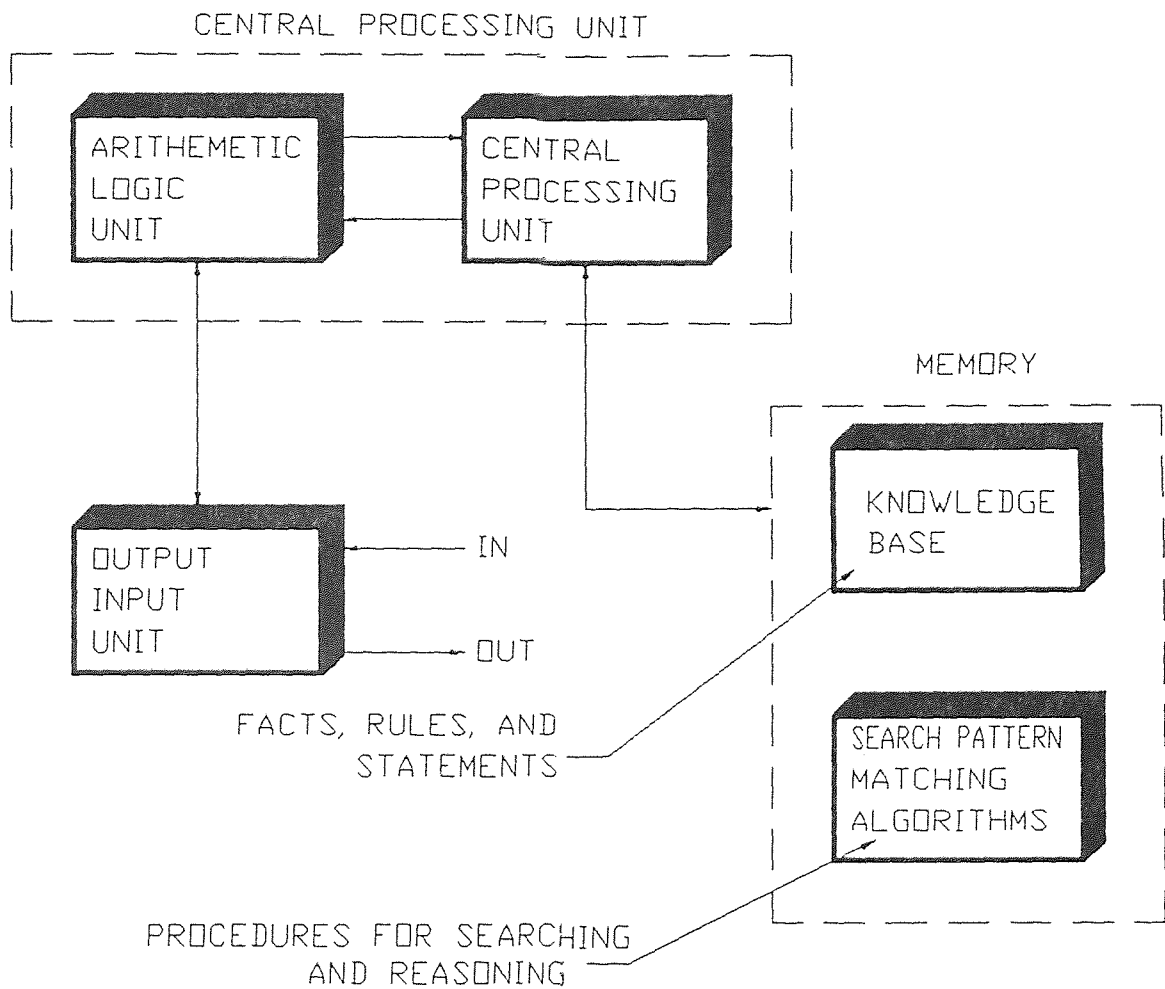 CENTRAL PROCESSING UNIT
ARITHEMETIC
LOGIC
UNIT
CENTRAL
PROCESSING
UNIT
MEMORY
KNOWLEDGE
BASE
OUTPUT
INPUT
UNIT
IN
OUT
FACTS, RULES, AND
STATEMENTS
SEARCH PATTERN
MATCHING
ALGORITHMS
PROCEDURES FOR SEARCHING
AND REASONING